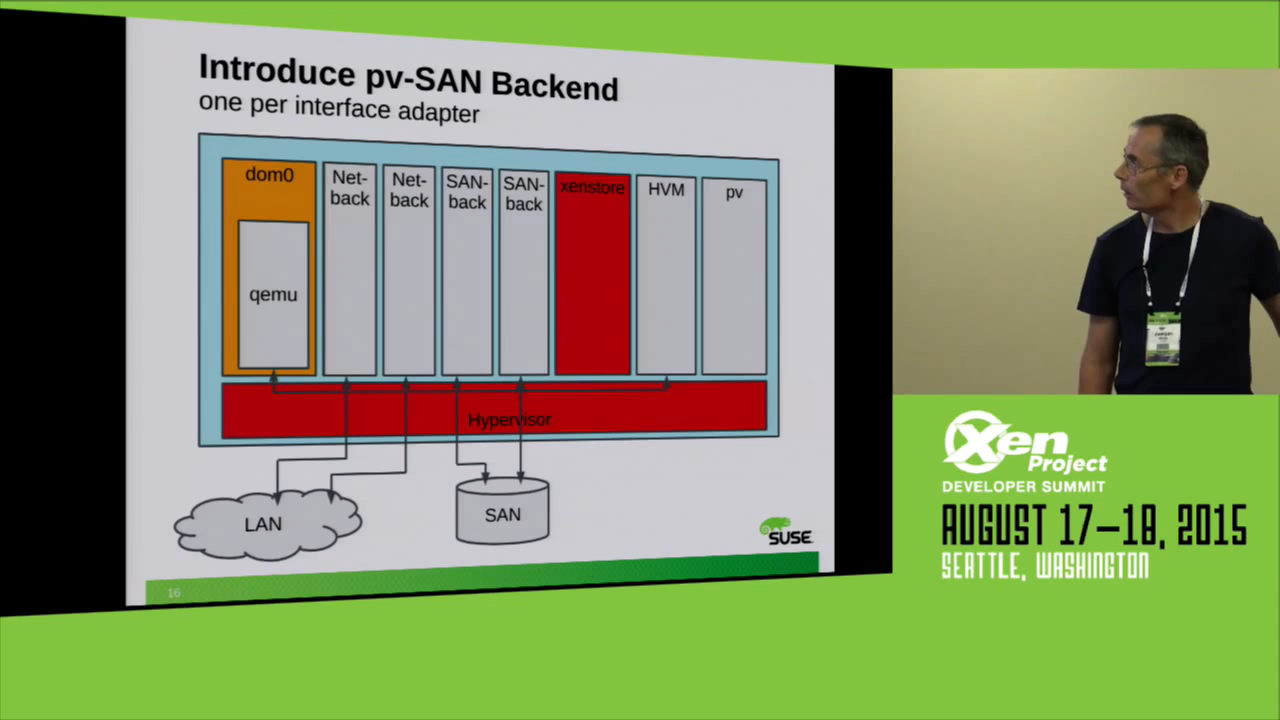 Introduce pv-SAN Backend
one per interface adapter
dom0
qemu
Net-
back
Net-
back
SAN-
back
SAN-
back
xenstore
HVM
pv
Hypervisor
LAN
SAN
SUSE
16
Xen
Project
DEVELOPER SUMMIT
AUGUST 17–18, 2015
SEATTLE, WASHINGTON